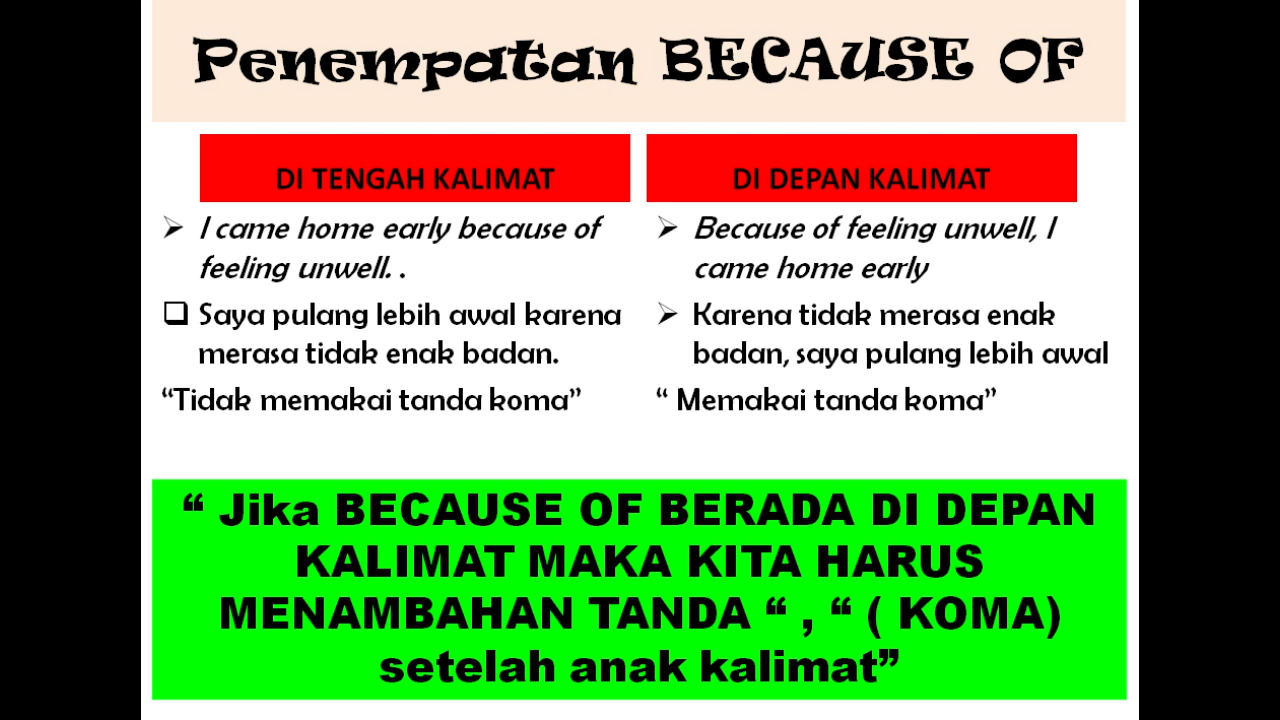 Penempatan BECAUSE OF
DI TENGAH KALIMAT
I came home early because of
feeling unwell. .
Saya pulang lebih awal karena
merasa tidak enak badan.
“Tidak memakai tanda koma”
DI DEPAN KALIMAT
Because of feeling unwell, I
came home early
Karena tidak merasa enak
badan, saya pulang lebih awal
“ Memakai tanda koma”
“ Jika BECAUSE OF BERADA DI DEPAN
KALIMAT MAKA KITA HARUS
MENAMBAHAN TANDA “ , “ ( KOMA)
setelah anak kalimat”